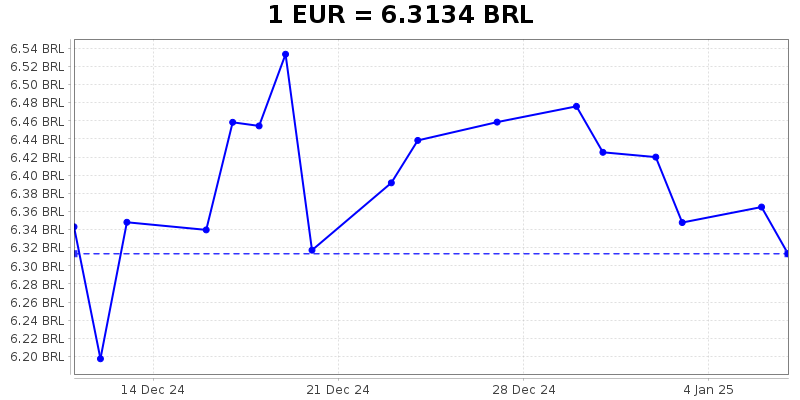 1 EUR = 6.3134 BRL
6.54 BRL
6.52 BRL
6.50 BRL
6.48 BRL
6.46 BRL
6.44 BRL
6.42 BRL
6.40 BRL
6.38 BRL
6.36 BRL
6.34 BRL
6.32 BRL
6.30 BRL
6.28 BRL
6.26 BRL
6.24 BRL
6.22 BRL
6.20 BRL
14 Dec 24
21 Dec 24
28 Dec 24
4 Jan 25